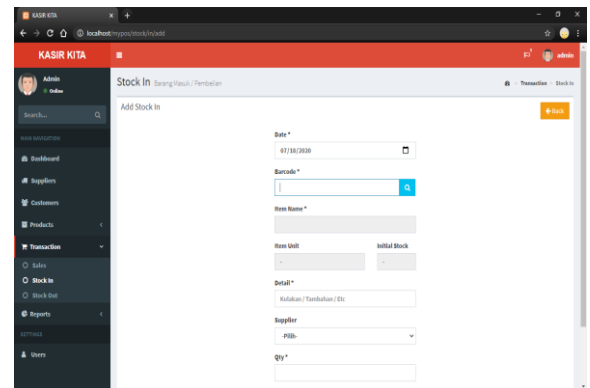 KASIR KITA
localhost/mypos/stock/in/add
KASIR KITA
admin
Admin
Online
Stock In Barang Masuk / Pembelian
Transaction > Stock In
Search...
Add Stock In
Back
MAIN NAVIGATION
Date *
07/18/2020
Dashboard
Barcode *
Suppliers
Customers
Item Name *
Products
Transaction
Item Unit
Initial Stock
Sales
-
-
Stock In
Detail *
Stock Out
Kulakan / Tambahan / Etc
Reports
Supplier
SETTINGS
-Pilih-
Users
Qty *